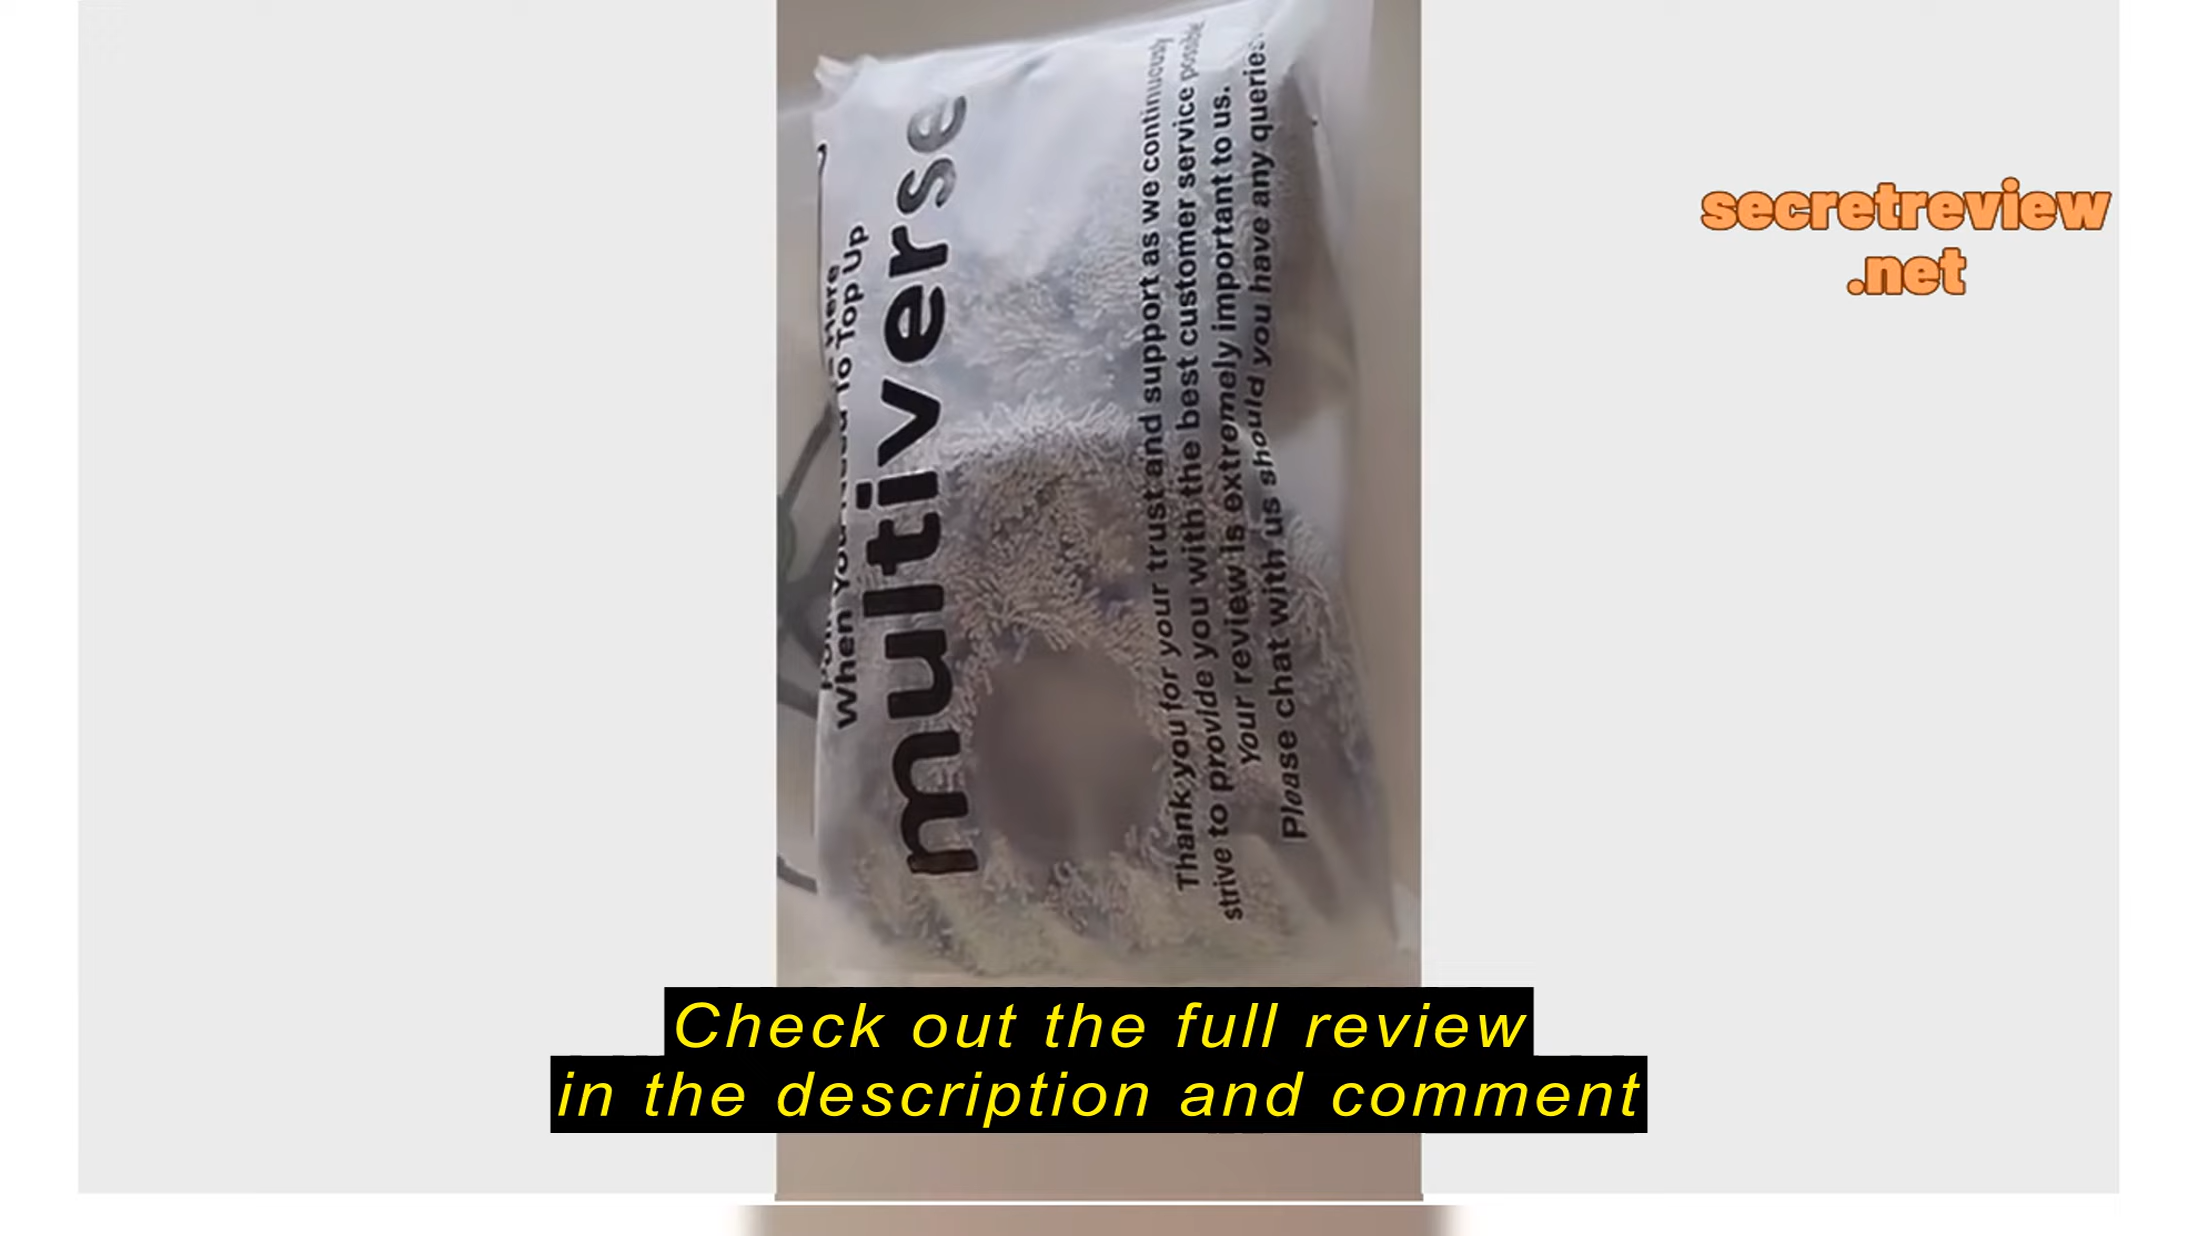 secretreview
.net
Here
When You Need To Top Up
multiverse
Thank you for your trust and support as we continuously
strive to provide you with the best customer service possible
Your review is extremely important to us.
Please chat with us should you have any queries
Check out the full review
in the description and comment